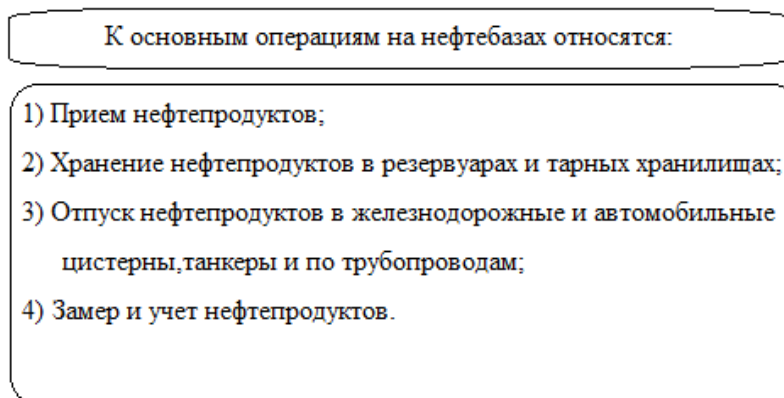 К основным операциям на нефтебазах относятся:
1) Прием нефтепродуктов;
2) Хранение нефтепродуктов в резервуарах и тарных хранилищах;
3) Отпуск нефтепродуктов в железнодорожные и автомобильные
цистерны,танкеры и по трубопроводам;
4) Замер и учет нефтепродуктов.